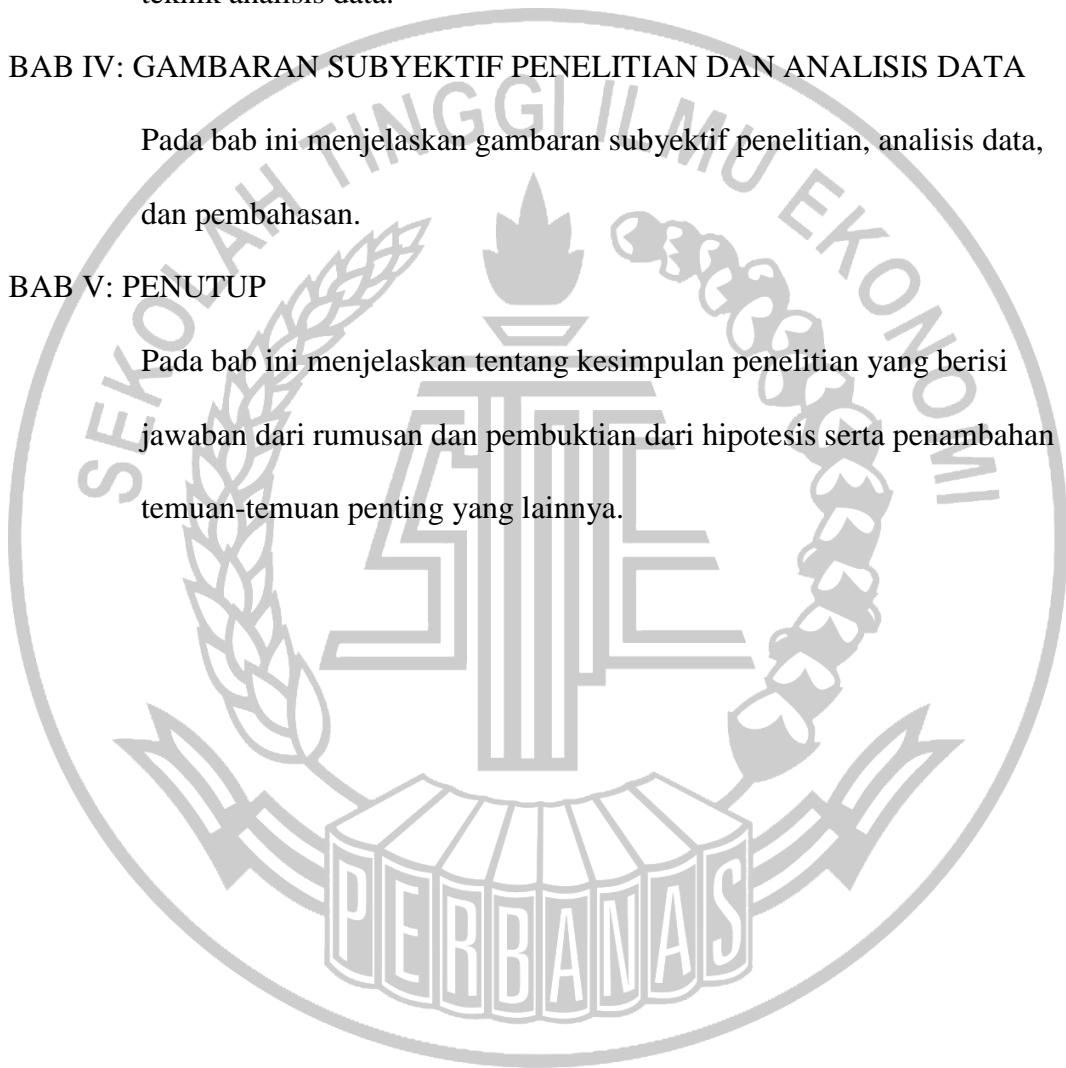 teknik analisis data.
BAB IV: GAMBARAN SUBYEKTIF PENELITIAN DAN ANALISIS DATA
Pada bab ini menjelaskan gambaran subyektif penelitian, analisis data,
dan pembahasan.
BAB V: PENUTUP
Pada bab ini menjelaskan tentang kesimpulan penelitian yang berisi
jawaban dari rumusan dan pembuktian dari hipotesis serta penambahan
temuan-temuan penting yang lainnya.
SEKOLAH TINGGI ILMU EKONOMI
STIE
PERBANAS